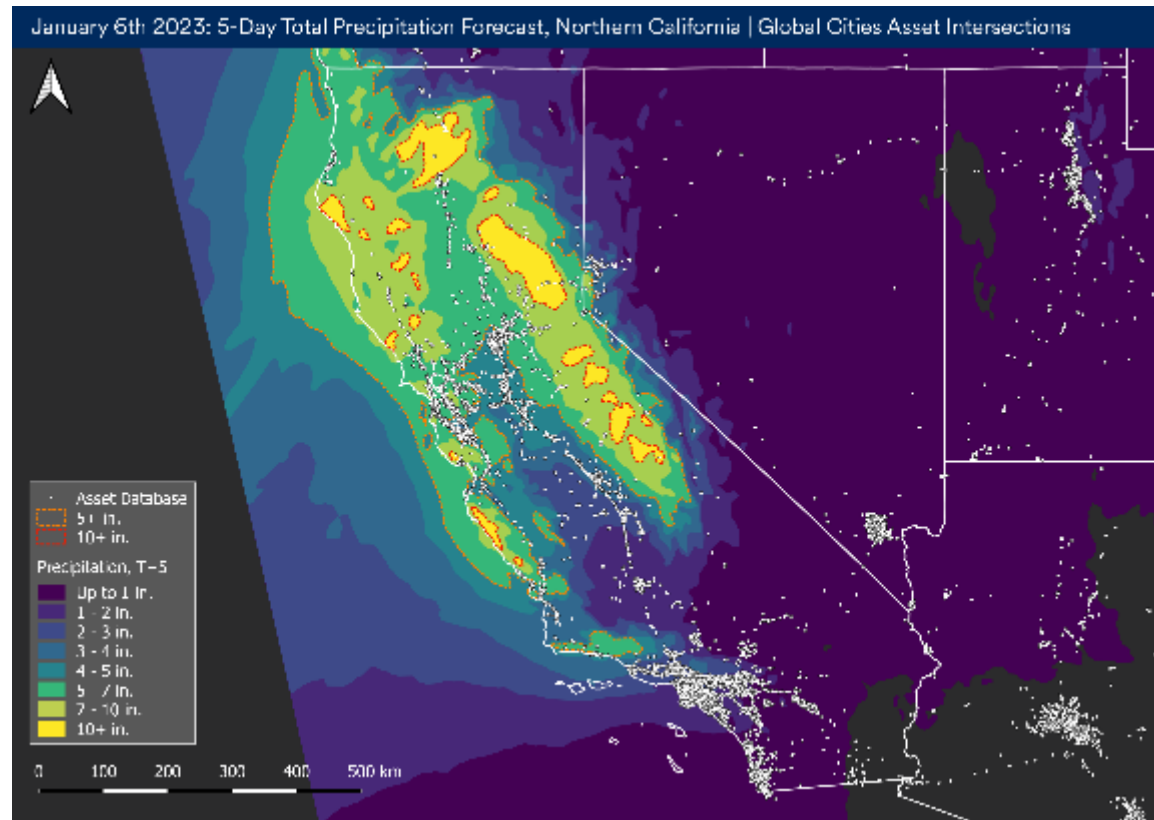 January 6th 2023: 5-Day Total Precipitation Forecast, Northern California | Global Cities Asset Intersections
Asset Database
5+ in.
10+ in.
Precipitation, T-5
Up to 1 in.
1 - 2 in.
2 - 3 in.
3 - 4 in.
4 - 5 in.
5 - 7 in.
7 - 10 in.
10+ in.
0 100 200 300 400 500 km